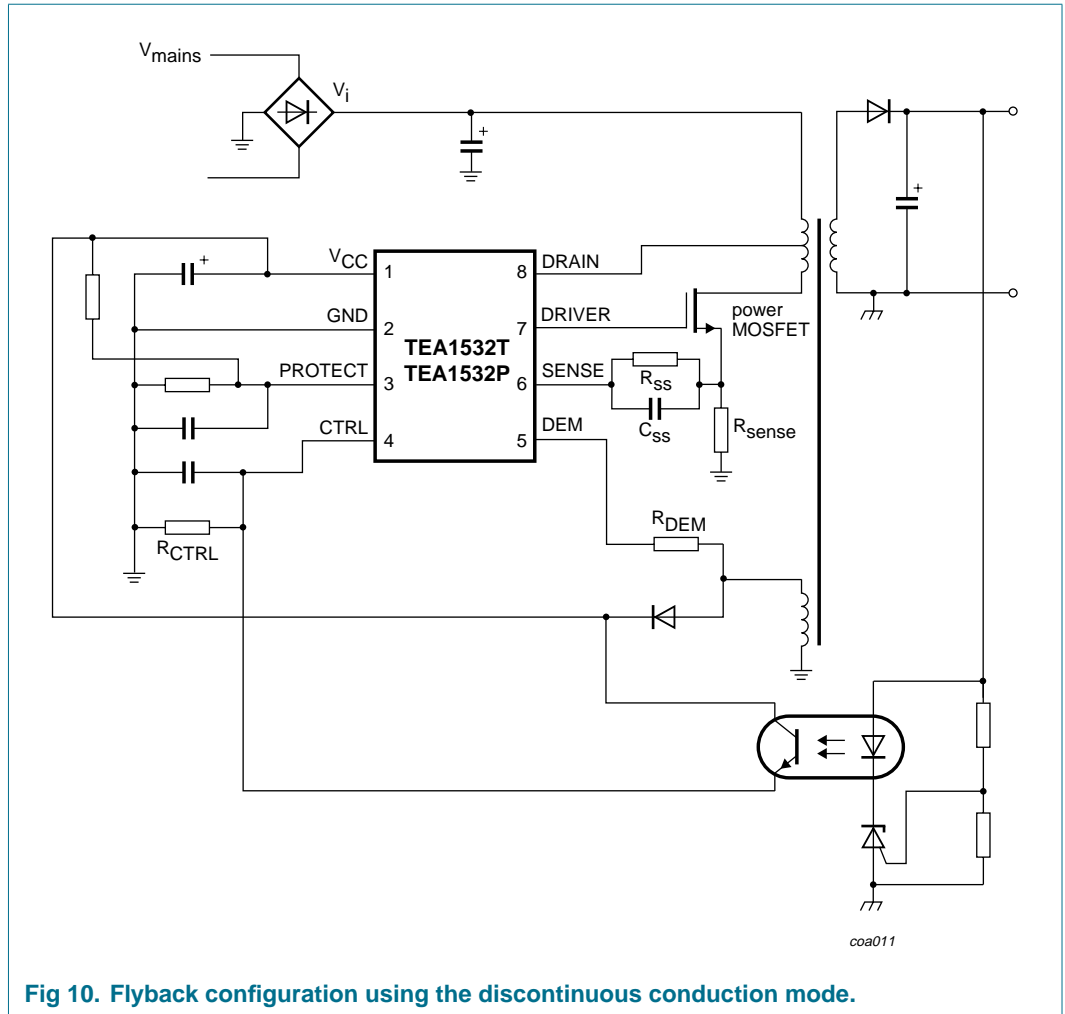 Vmains
Vi
VCC
1
8
DRAIN
GND
2
7
DRIVER
power
MOSFET
TEA1532T
TEA1532P
PROTECT
3
6
SENSE
Rss
Css
Rsense
CTRL
4
5
DEM
RDEM
RCTRL
+
+
+
coa011
Fig 10. Flyback configuration using the discontinuous conduction mode.